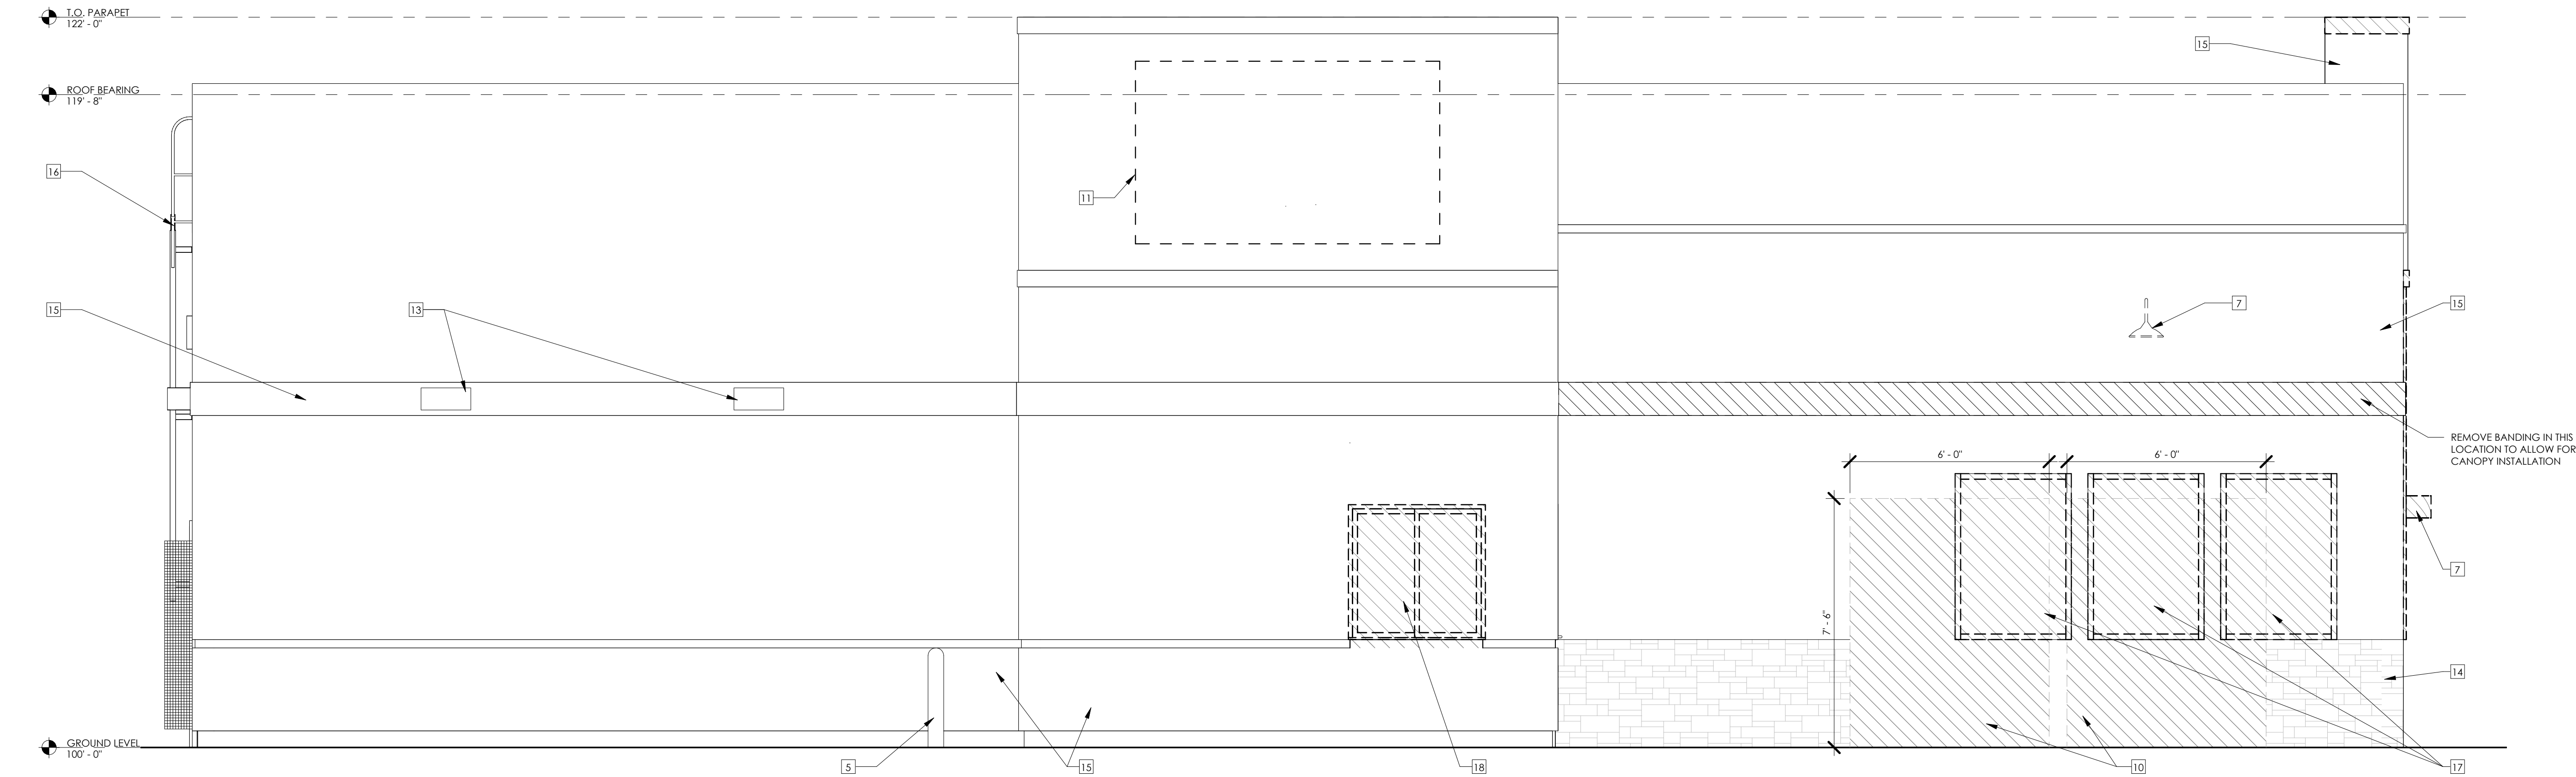 T.O. PARAPET
122' - 0"
15
ROOF BEARING
119' - 8"
16
11
15
13
7
15
REMOVE BANDING IN THIS
LOCATION TO ALLOW FOR
CANOPY INSTALLATION
6' - 0"
6' - 0"
7
7' - 6"
14
GROUND LEVEL
100' - 0"
5
15
18
10
17